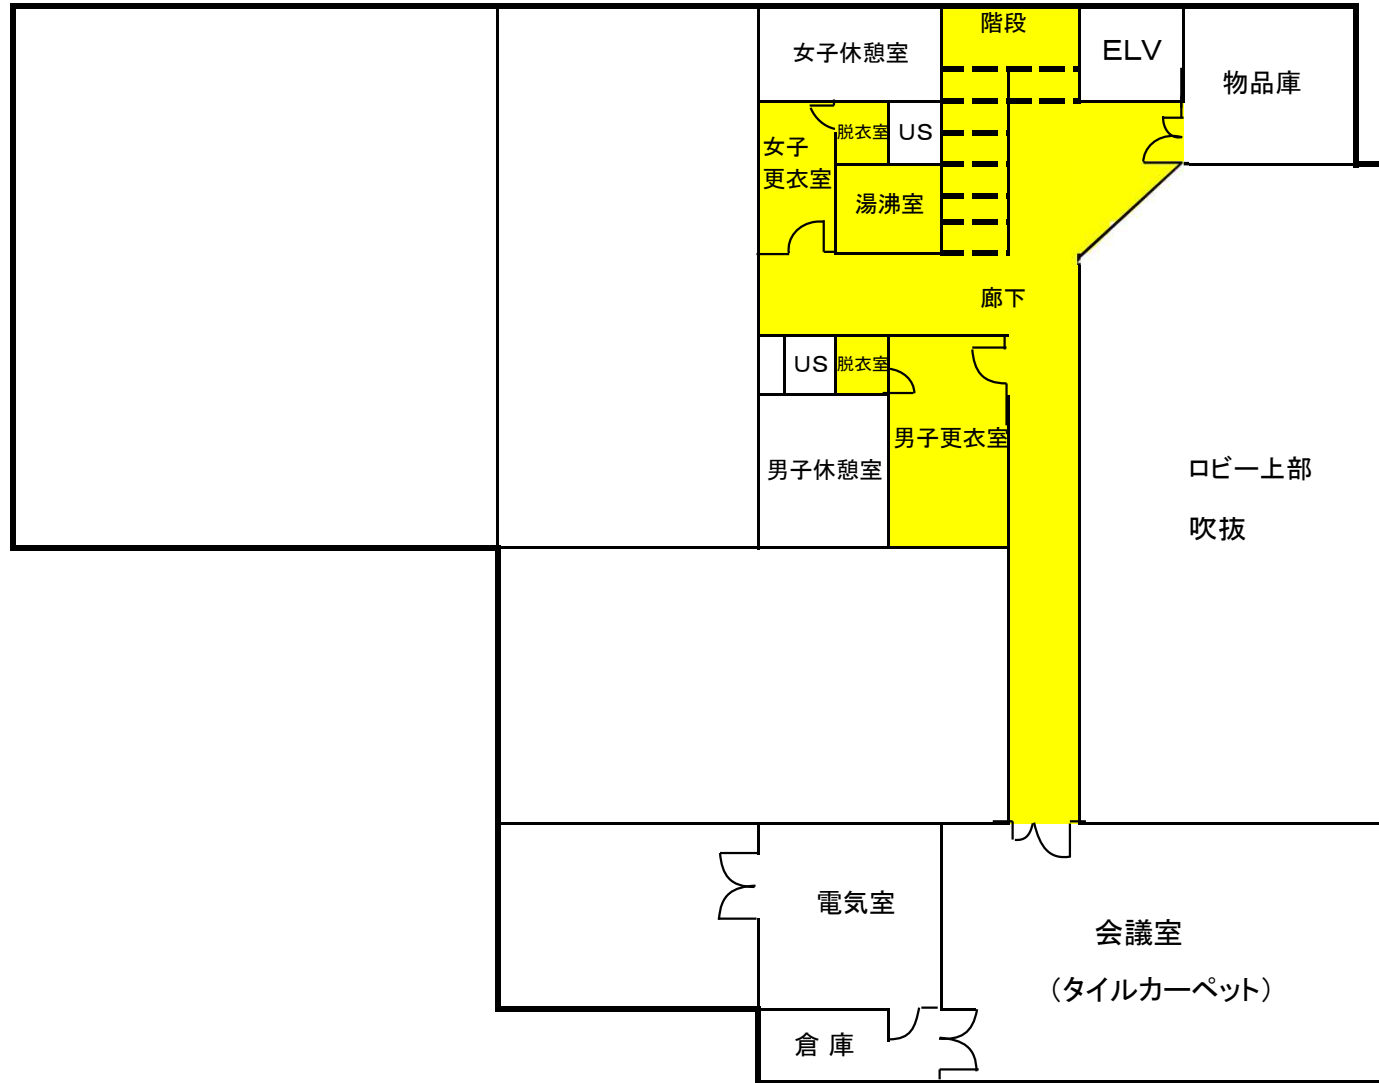 階段
女子休憩室
ＥＬＶ
物品庫
脱衣室
ＵＳ
女子
更衣室
湯沸室
廊下
ＵＳ
脱衣室
男子更衣室
男子休憩室
ロビー上部
吹抜
電気室
会議室
（タイルカーペット）
倉 庫